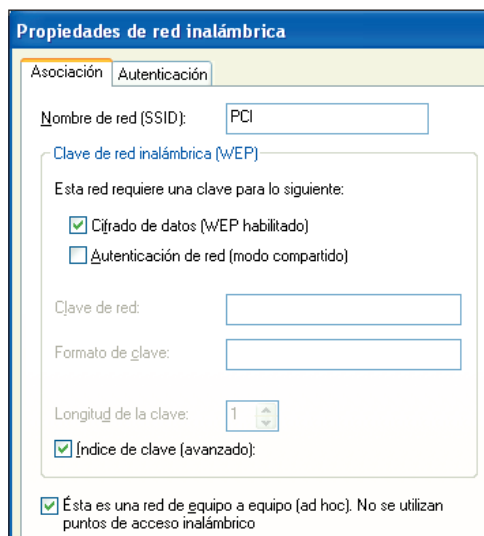 Propiedades de red inalámbrica
Asociación Autenticación
Nombre de red (SSID): PCI
Clave de red inalámbrica (WEP)
Esta red requiere una clave para lo siguiente:
Cifrado de datos (WEP habilitado)
Autenticación de red (modo compartido)
Clave de red:
Formato de clave:
Longitud de la clave: 1
Índice de clave (avanzado):
Ésta es una red de equipo a equipo (ad hoc). No se utilizan
puntos de acceso inalámbrico